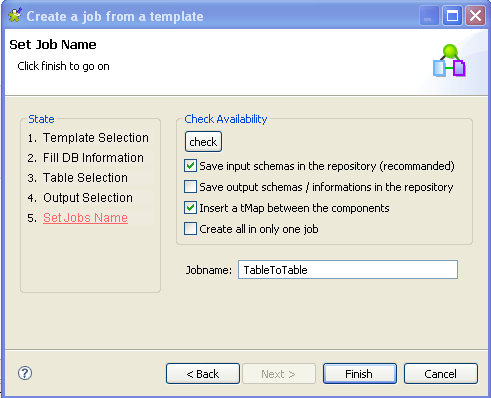 Create a job from a template
Set Job Name
Click finish to go on
State
1. Template Selection
2. Fill DB Information
3. Table Selection
4. Output Selection
5. Set Jobs Name
Check Availability
check
Save input schemas in the repository (recommanded)
Save output schemas / informations in the repository
Insert a tMap between the components
Create all in only one job
Jobname: TableToTable
? < Back Next > Finish Cancel